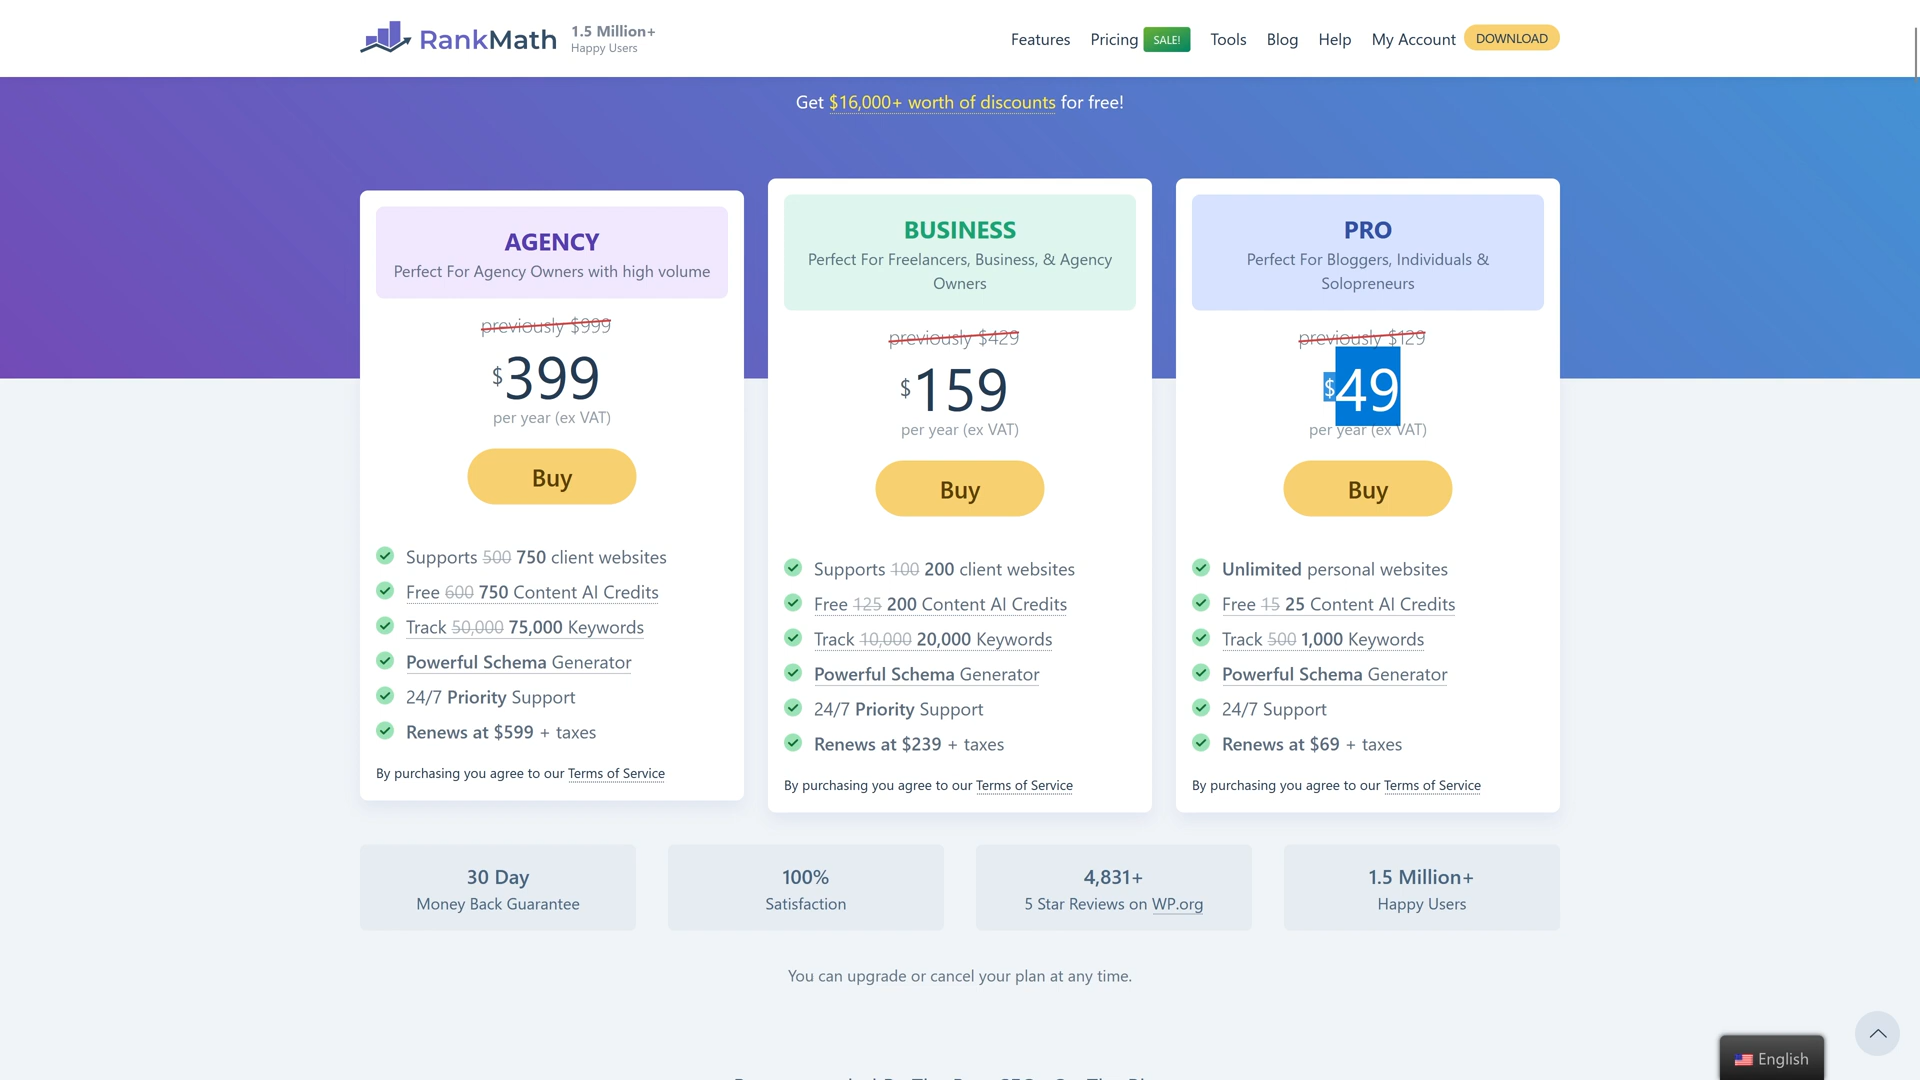 RankMath
1.5 Million+
Happy Users
Features
Pricing
SALE!
Tools
Blog
Help
My Account
DOWNLOAD
Get $16,000+ worth of discounts for free!
AGENCY
Perfect For Agency Owners with high volume
previously $999
$399
per year (ex VAT)
Buy
Supports 500 750 client websites
Free 600 750 Content AI Credits
Track 50,000 75,000 Keywords
Powerful Schema Generator
24/7 Priority Support
Renews at $599 + taxes
By purchasing you agree to our Terms of Service
BUSINESS
Perfect For Freelancers, Business, & Agency
Owners
previously $429
$159
per year (ex VAT)
Buy
Supports 100 200 client websites
Free 125 200 Content AI Credits
Track 10,000 20,000 Keywords
Powerful Schema Generator
24/7 Priority Support
Renews at $239 + taxes
By purchasing you agree to our Terms of Service
PRO
Perfect For Bloggers, Individuals &
Solopreneurs
previously $129
$49
per year (ex VAT)
Buy
Unlimited personal websites
Free 15 25 Content AI Credits
Track 500 1,000 Keywords
Powerful Schema Generator
24/7 Support
Renews at $69 + taxes
By purchasing you agree to our Terms of Service
30 Day
Money Back Guarantee
100%
Satisfaction
4,831+
5 Star Reviews on WP.org
1.5 Million+
Happy Users
You can upgrade or cancel your plan at any time.
English